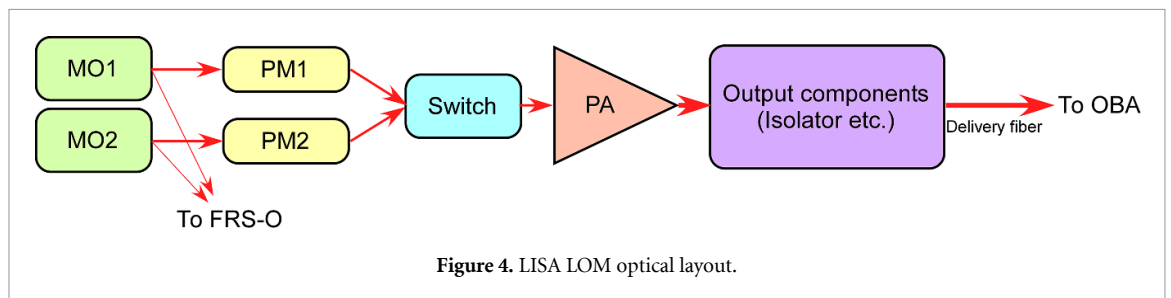 MO1
PM1
MO2
PM2
Switch
PA
Output components
(Isolator etc.)
To OBA
Delivery fiber
To FRS-O
Figure 4. LISA LOM optical layout.